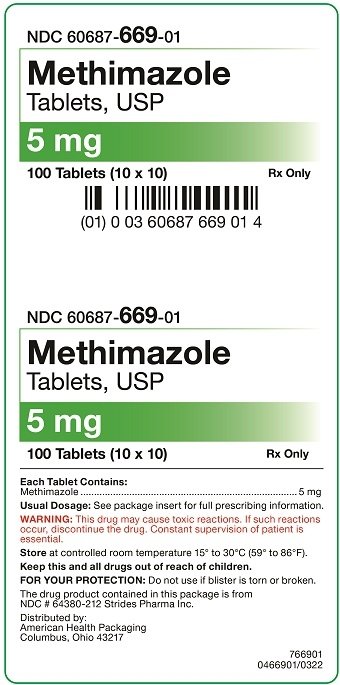 NDC 60687-669-01
Methimazole
Tablets, USP
5 mg
100 Tablets (10 x 10) Rx Only
(01) 0 03 60687 669 01 4
NDC 60687-669-01
Methimazole
Tablets, USP
5 mg
100 Tablets (10 x 10) Rx Only
Each Tablet Contains:
Methimazole ........................................................................ 5 mg
Usual Dosage: See package insert for full prescribing information.
WARNING: This drug may cause toxic reactions. If such reactions
occur, discontinue the drug. Constant supervision of patient is
essential.
Store at controlled room temperature 15° to 30°C (59° to 86°F).
Keep this and all drugs out of reach of children.
FOR YOUR PROTECTION: Do not use if blister is torn or broken.
The drug product contained in this package is from
NDC # 64380-212 Strides Pharma Inc.
Distributed by:
American Health Packaging
Columbus, Ohio 43217
766901
0466901/0322